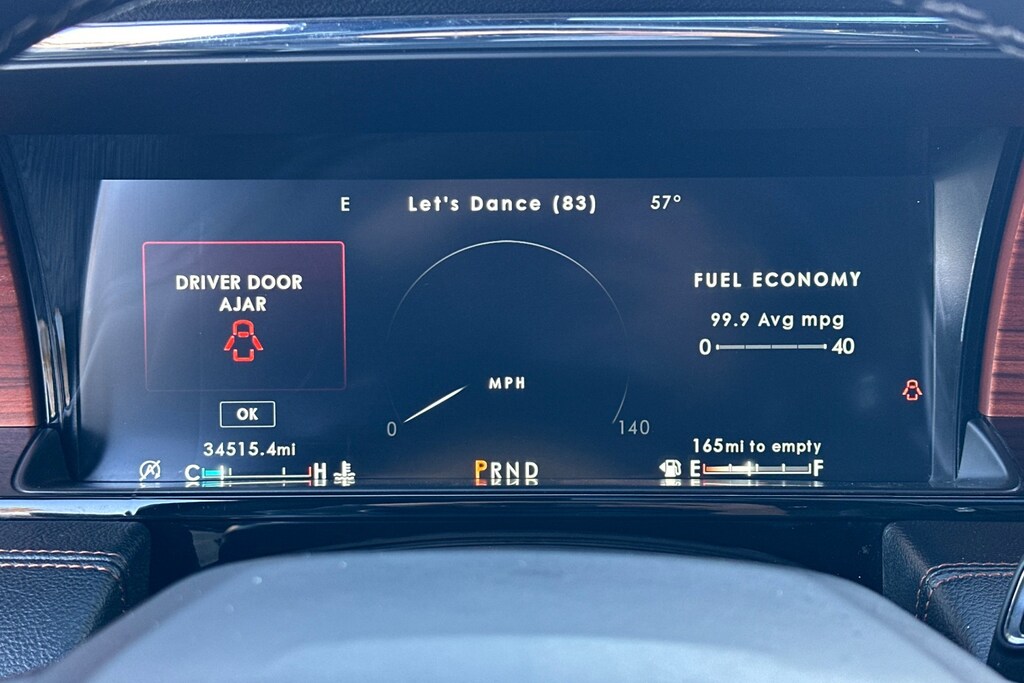 E Let's Dance (83) 57°
DRIVER DOOR
AJAR
OK
34515.4mi
C H
0 MPH 140
PRND
FUEL ECONOMY
99.9 Avg mpg
0 40
165mi to empty
E F